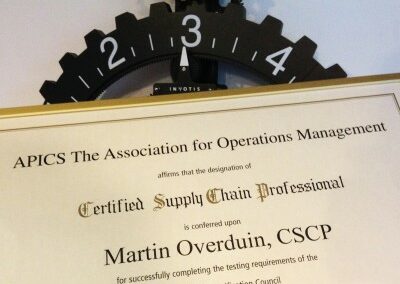 2 3 4
INVOTIS
APICS The Association for Operations Management
affirms that the designation of
Certified Supply Chain Professional
is conferred upon
Martin Overduin, CSCP
for successfully completing the testing requirements of the
Council